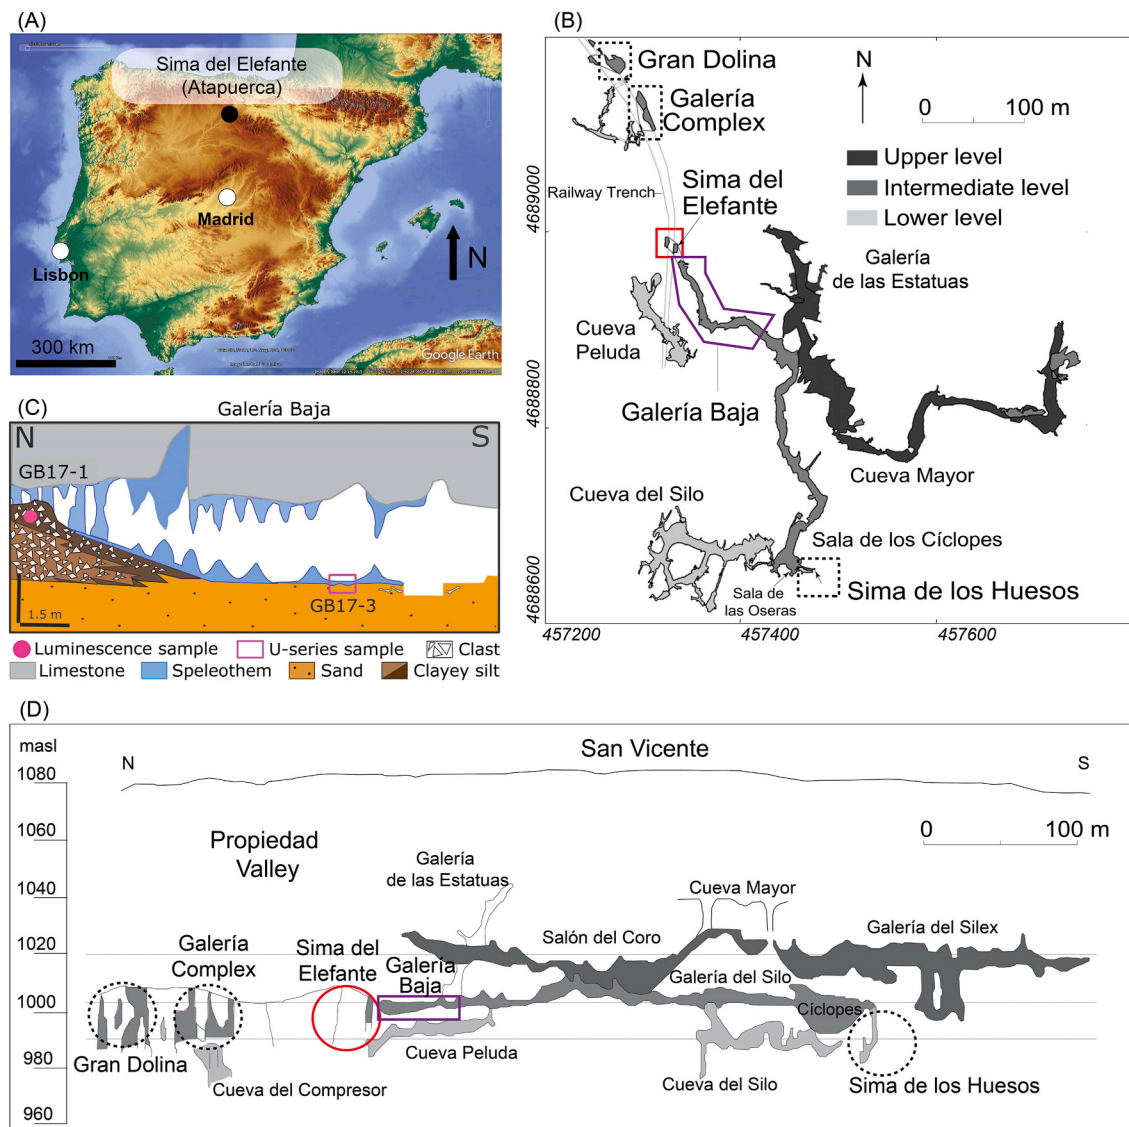 (A)
Sima del Elefante
(Atapuerca)
Madrid
Lisbon
N
300 km
Google Earth
(B)
Gran Dolina
Galería
Complex
N
0 100 m
Upper level
Intermediate level
Lower level
Railway Trench
Sima del
Elefante
Galería
de las Estatuas
Cueva
Peluda
Galería Baja
Cueva Mayor
Cueva del Silo
Sala de los Cíclopes
Sala de
las Oseras
Sima de los Huesos
4689000
4688800
4688600
457200
457400
457600
(C)
Galería Baja
N
S
GB17-1
GB17-3
1.5 m
Luminescence sample
U-series sample
Clast
Limestone
Speleothem
Sand
Clayey silt
(D)
masl
N
San Vicente
S
1080
1060
1040
1020
1000
980
960
0 100 m
Propiedad
Valley
Galería
de las Estatuas
Cueva Mayor
Galería
Complex
Sima del
Elefante
Galería
Baja
Salón del Coro
Galería del Silex
Galería del Silo
Cíclopes
Gran Dolina
Cueva del Compresor
Cueva Peluda
Cueva del Silo
Sima de los Huesos